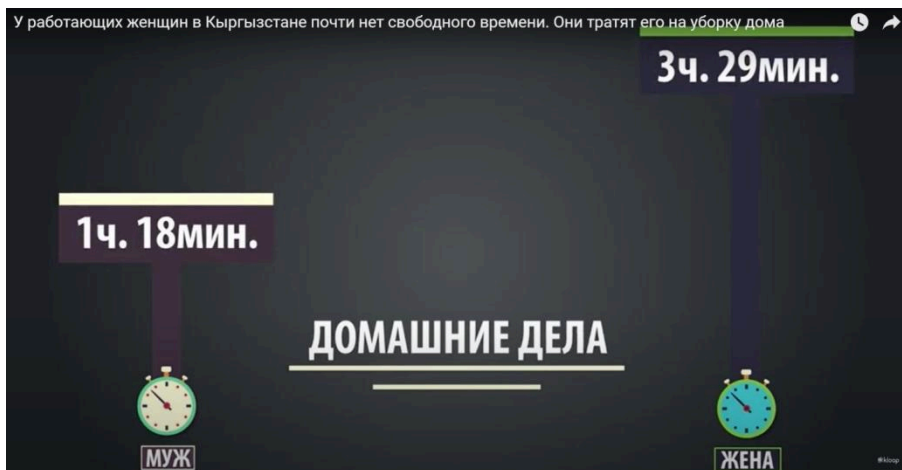 У работающих женщин в Кыргызстане почти нет свободного времени. Они тратят его на уборку дома
3ч. 29мин.
1ч. 18мин.
ДОМАШНИЕ ДЕЛА
МУЖ
ЖЕНА
kloop